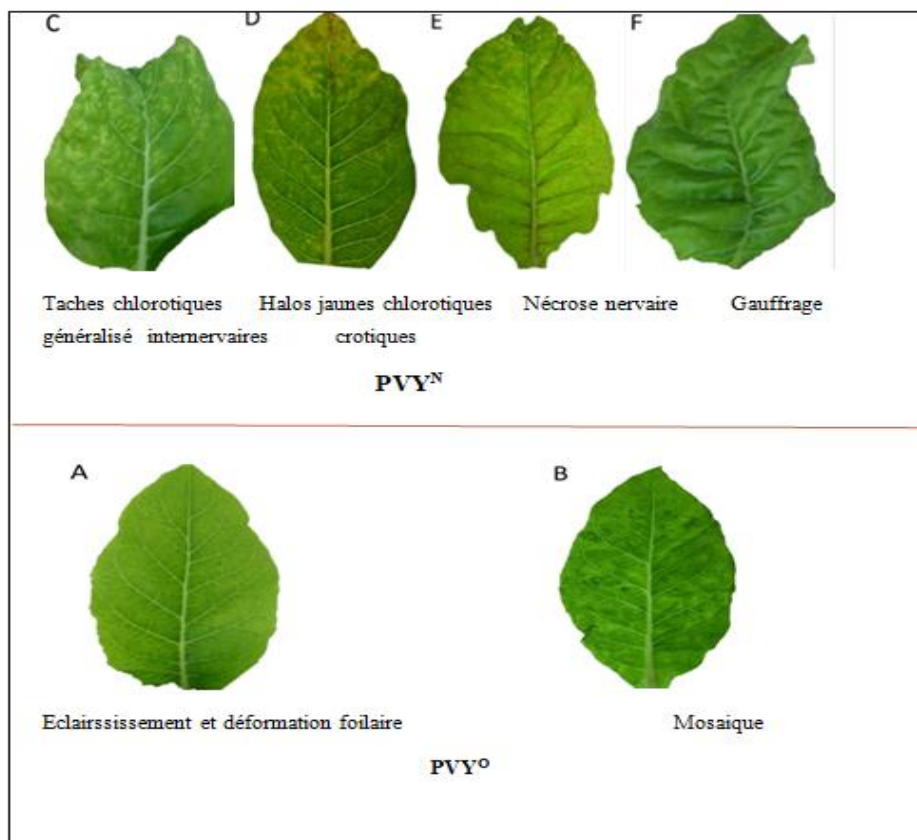 C D E F
Taches chlorotiques Halos jaunes chlorotiques Nécrose nervaire Gauffrage
généralisé internervaires crotiques
PVYᴺ
A B
Eclairssissement et déformation foilaire Mosaique
PVYᴼ